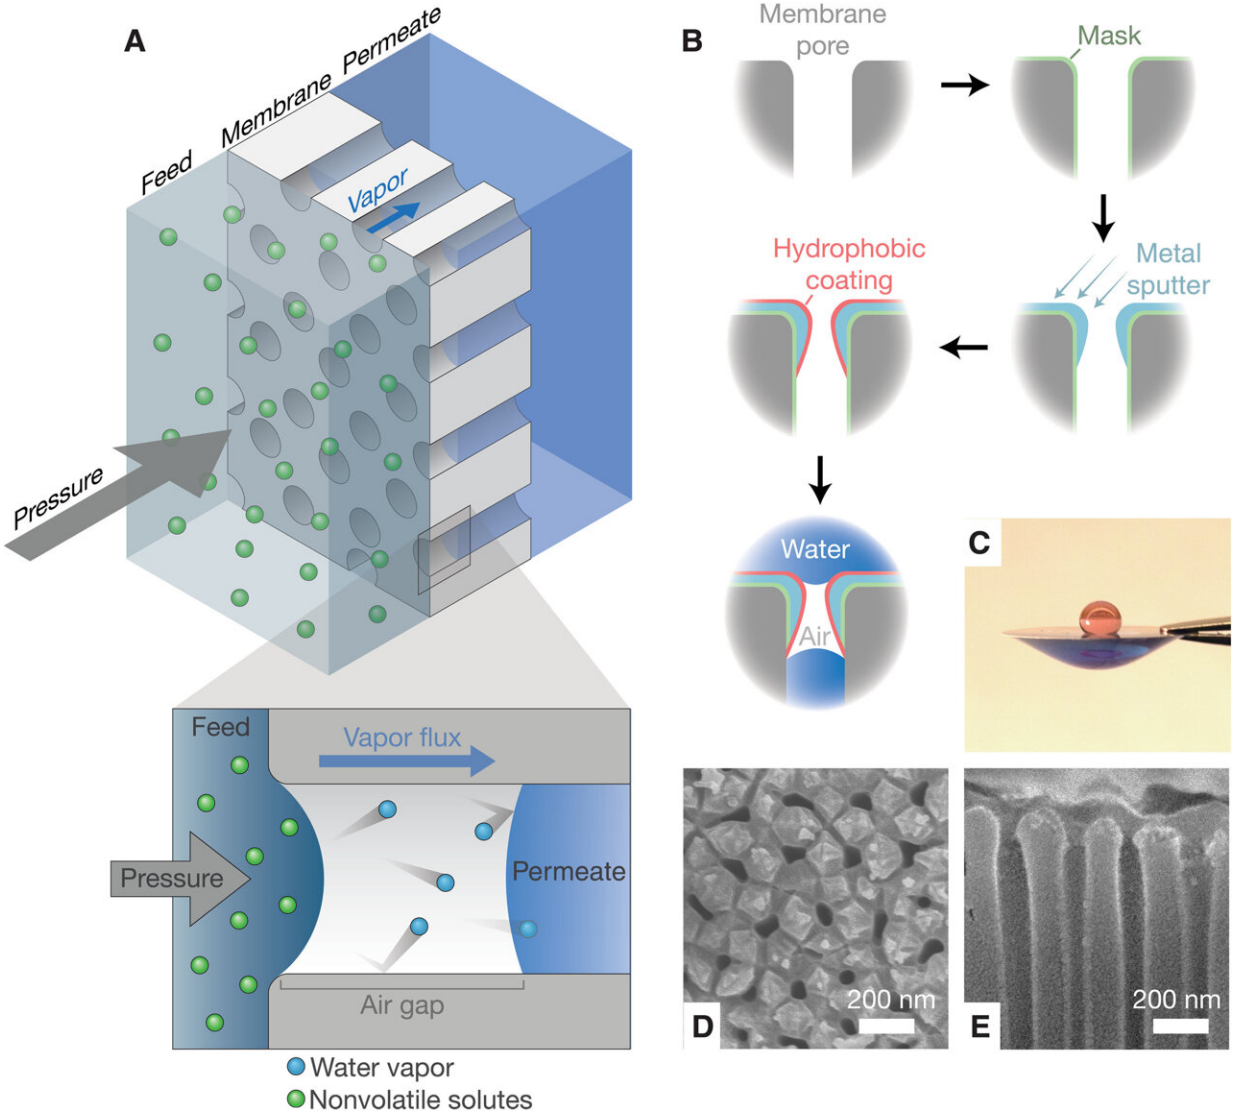 A
Feed
Membrane
Permeate
Vapor
Pressure
Feed
Vapor flux
Pressure
Permeate
Air gap
Water vapor
Nonvolatile solutes
B
Membrane
pore
Mask
Metal
sputter
Hydrophobic
coating
Water
Air
C
D
200 nm
E
200 nm